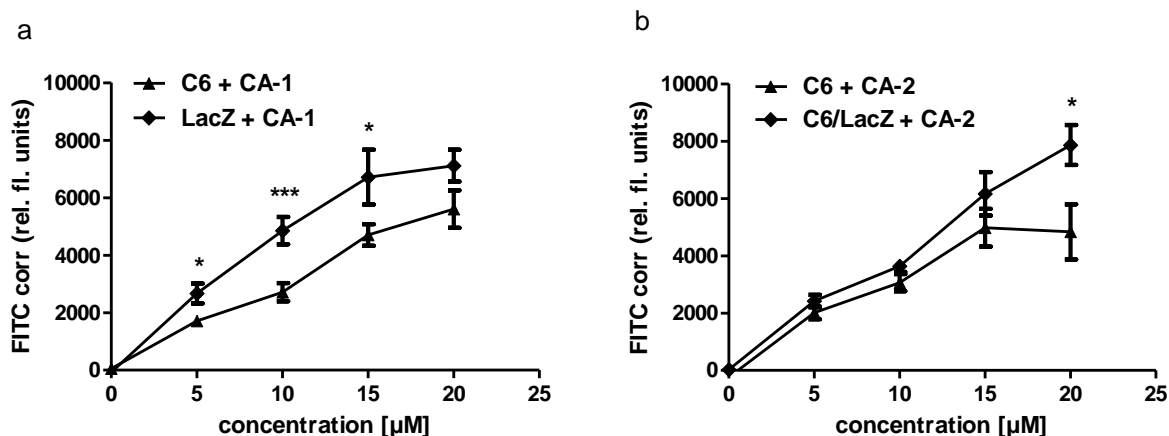 a
FITC corr (rel. fl. units)
10000
8000
6000
4000
2000
0
C6 + CA-1
LacZ + CA-1
*
***
*
0 5 10 15 20 25
concentration [µM]
b
FITC corr (rel. fl. units)
10000
8000
6000
4000
2000
0
C6 + CA-2
C6/LacZ + CA-2
*
0 5 10 15 20 25
concentration [µM]